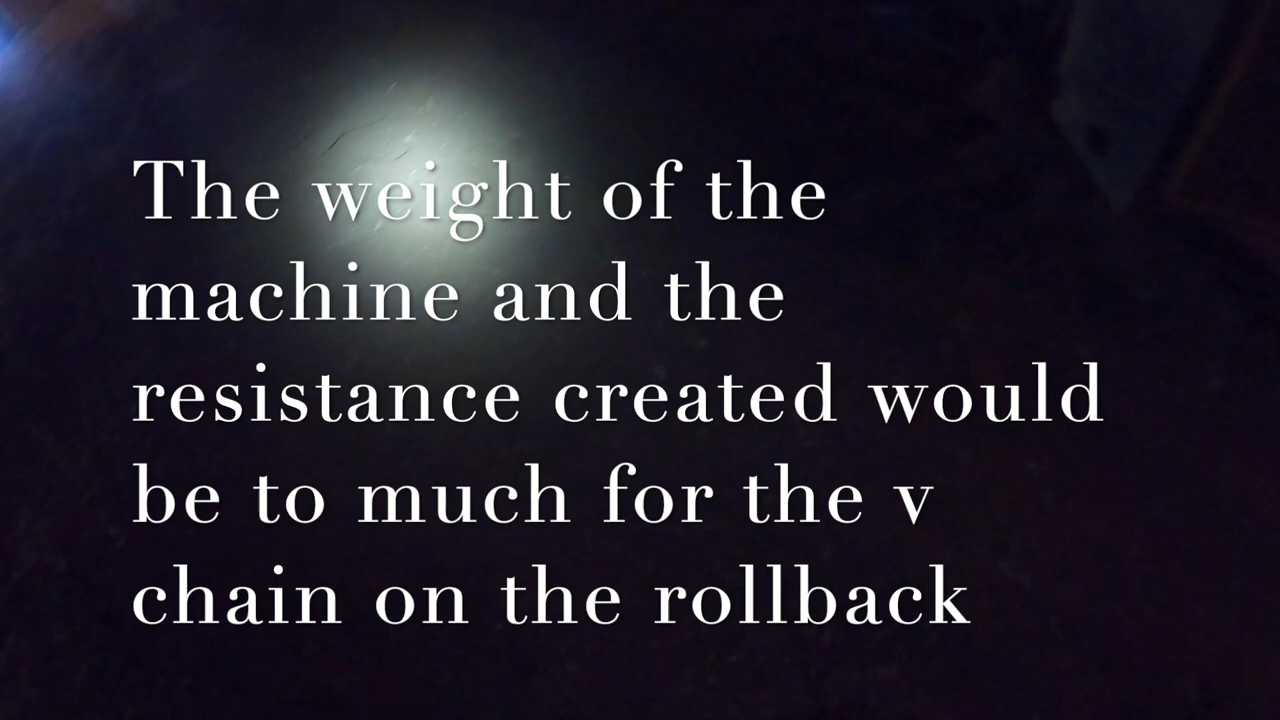 The weight of the
machine and the
resistance created would
be to much for the v
chain on the rollback